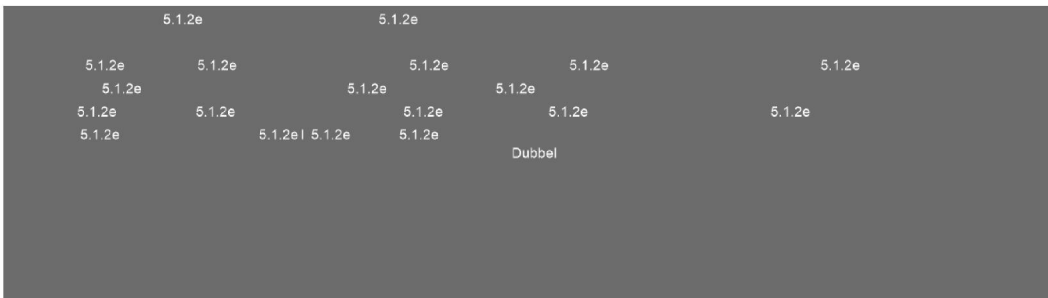 5.1.2e 5.1.2e
5.1.2e 5.1.2e 5.1.2e 5.1.2e 5.1.2e
5.1.2e 5.1.2e 5.1.2e
5.1.2e 5.1.2e 5.1.2e 5.1.2e 5.1.2e
5.1.2e 5.1.2e l 5.1.2e 5.1.2e
Dubbel